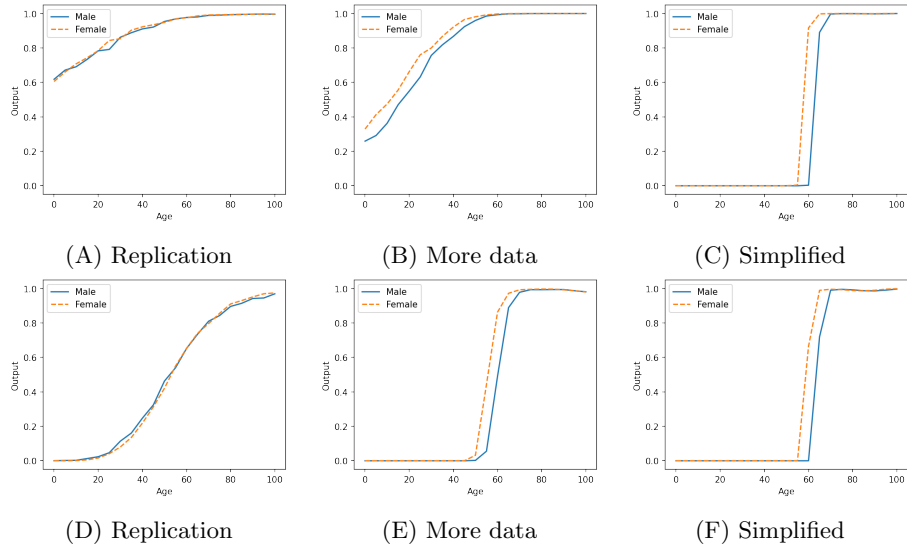 Male
Female
Output
1.0
0.8
0.6
0.4
0.2
0.0
0 20 40 60 80 100
Age
(A) Replication
Male
Female
Output
1.0
0.8
0.6
0.4
0.2
0.0
0 20 40 60 80 100
Age
(B) More data
Male
Female
Output
1.0
0.8
0.6
0.4
0.2
0.0
0 20 40 60 80 100
Age
(C) Simplified
Male
Female
Output
1.0
0.8
0.6
0.4
0.2
0.0
0 20 40 60 80 100
Age
(D) Replication
Male
Female
Output
1.0
0.8
0.6
0.4
0.2
0.0
0 20 40 60 80 100
Age
(E) More data
Male
Female
Output
1.0
0.8
0.6
0.4
0.2
0.0
0 20 40 60 80 100
Age
(F) Simplified